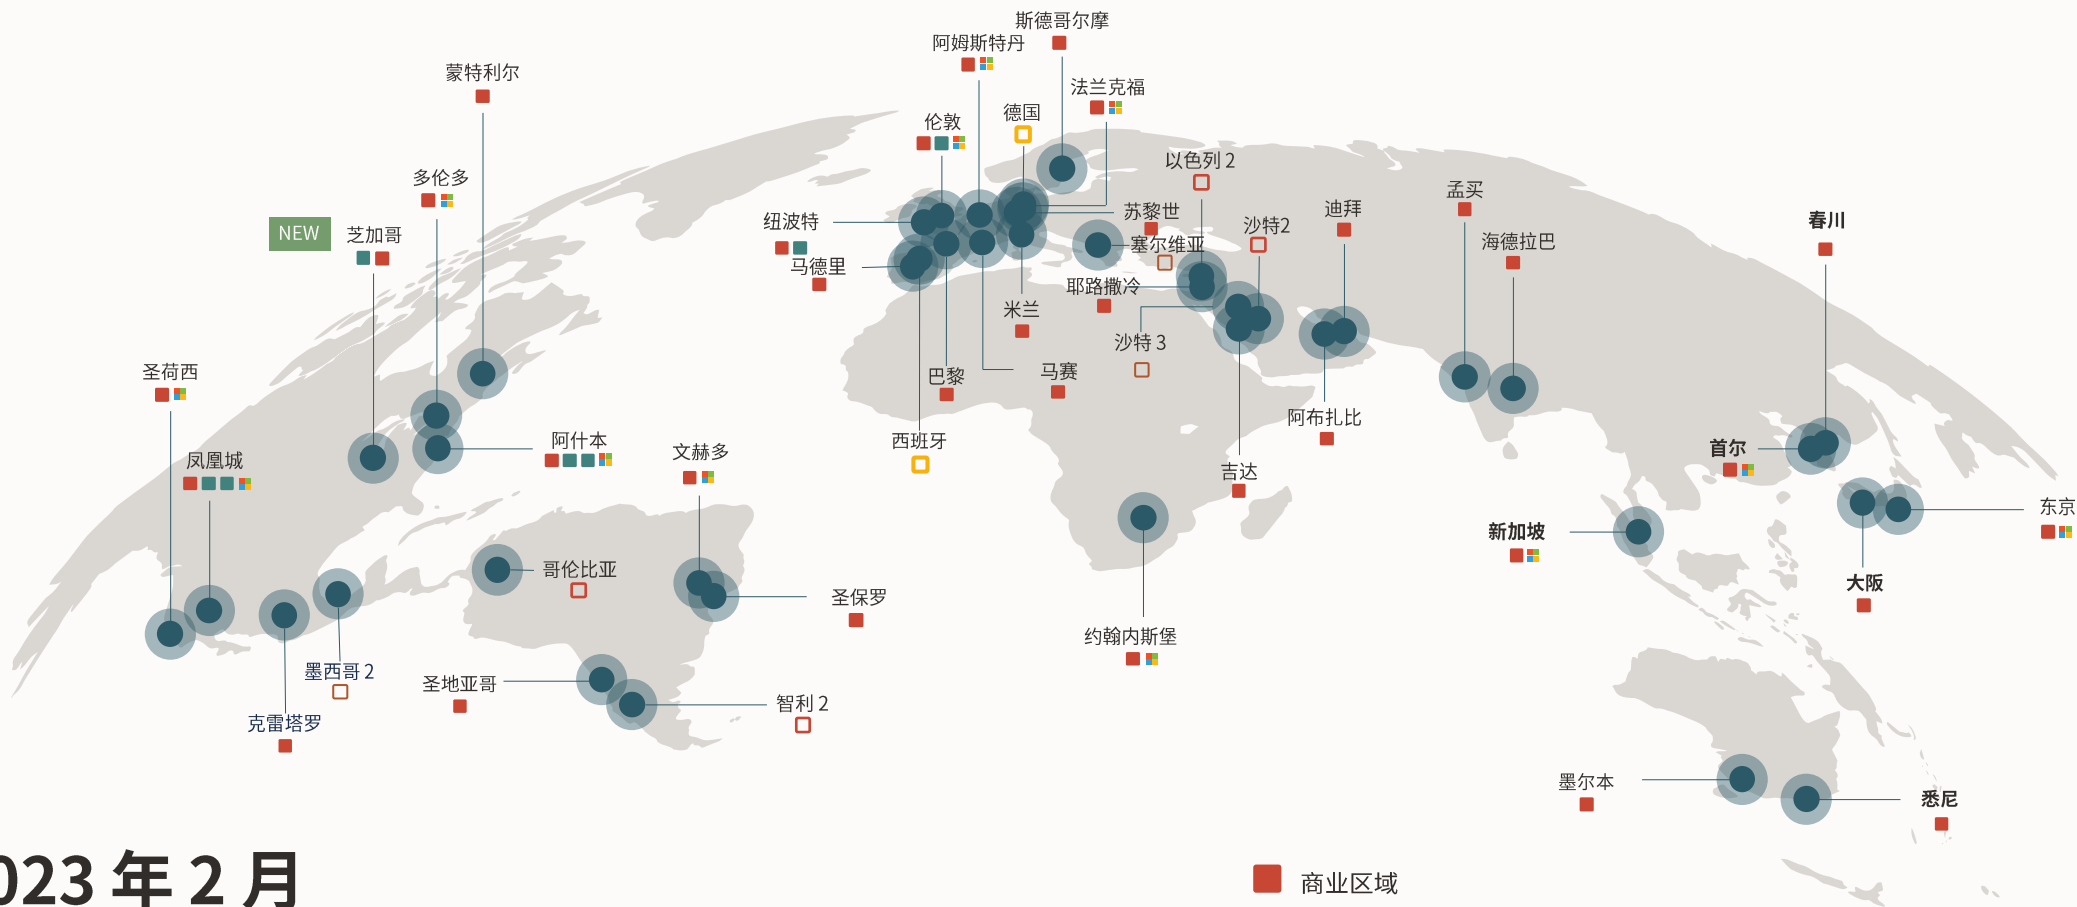 斯德哥尔摩
阿姆斯特丹
蒙特利尔
法兰克福
德国
伦敦
以色列 2
多伦多
孟买
苏黎世
迪拜
纽波特
沙特2
春川
NEW
芝加哥
塞尔维亚
海德拉巴
马德里
耶路撒冷
米兰
沙特 3
圣荷西
巴黎
马赛
阿布扎比
阿什本
西班牙
文赫多
首尔
凤凰城
吉达
东京
新加坡
哥伦比亚
大阪
圣保罗
约翰内斯堡
墨西哥 2
圣地亚哥
智利 2
克雷塔罗
墨尔本
悉尼
023 年 2 月
商业区域